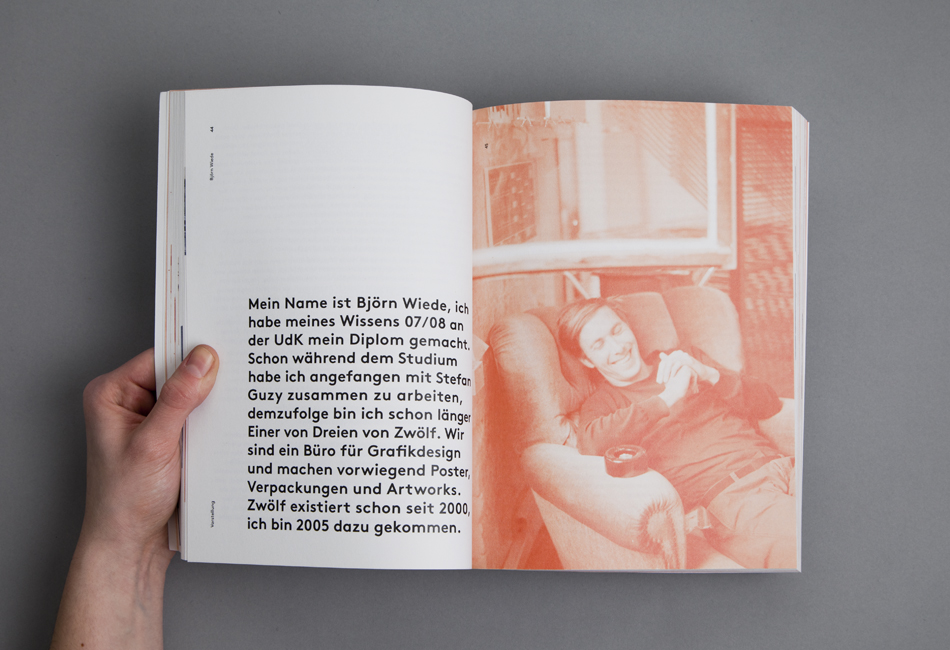 44
Björn Wiede
Mein Name ist Björn Wiede, ich
habe meines Wissens 07/08 an
der UdK mein Diplom gemacht.
Schon während dem Studium
habe ich angefangen mit Stefan
Guzy zusammen zu arbeiten,
demzufolge bin ich schon länger
Einer von Dreien von Zwölf. Wir
sind ein Büro für Grafikdesign
und machen vorwiegend Poster,
Verpackungen und Artworks.
Zwölf existiert schon seit 2000,
ich bin 2005 dazu gekommen.
Vorstellung
45